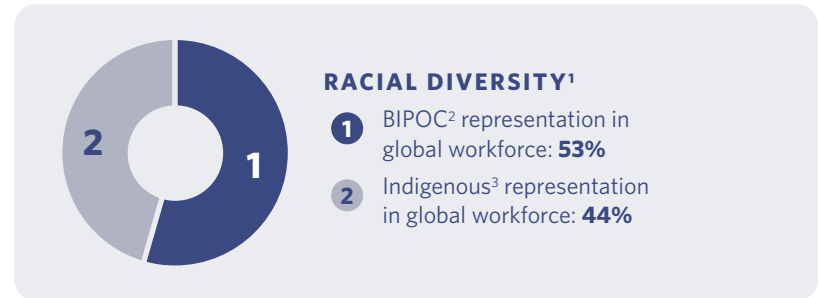 RACIAL DIVERSITY¹
1 BIPOC² representation in
global workforce: 53%
2 Indigenous³ representation
in global workforce: 44%
2
1